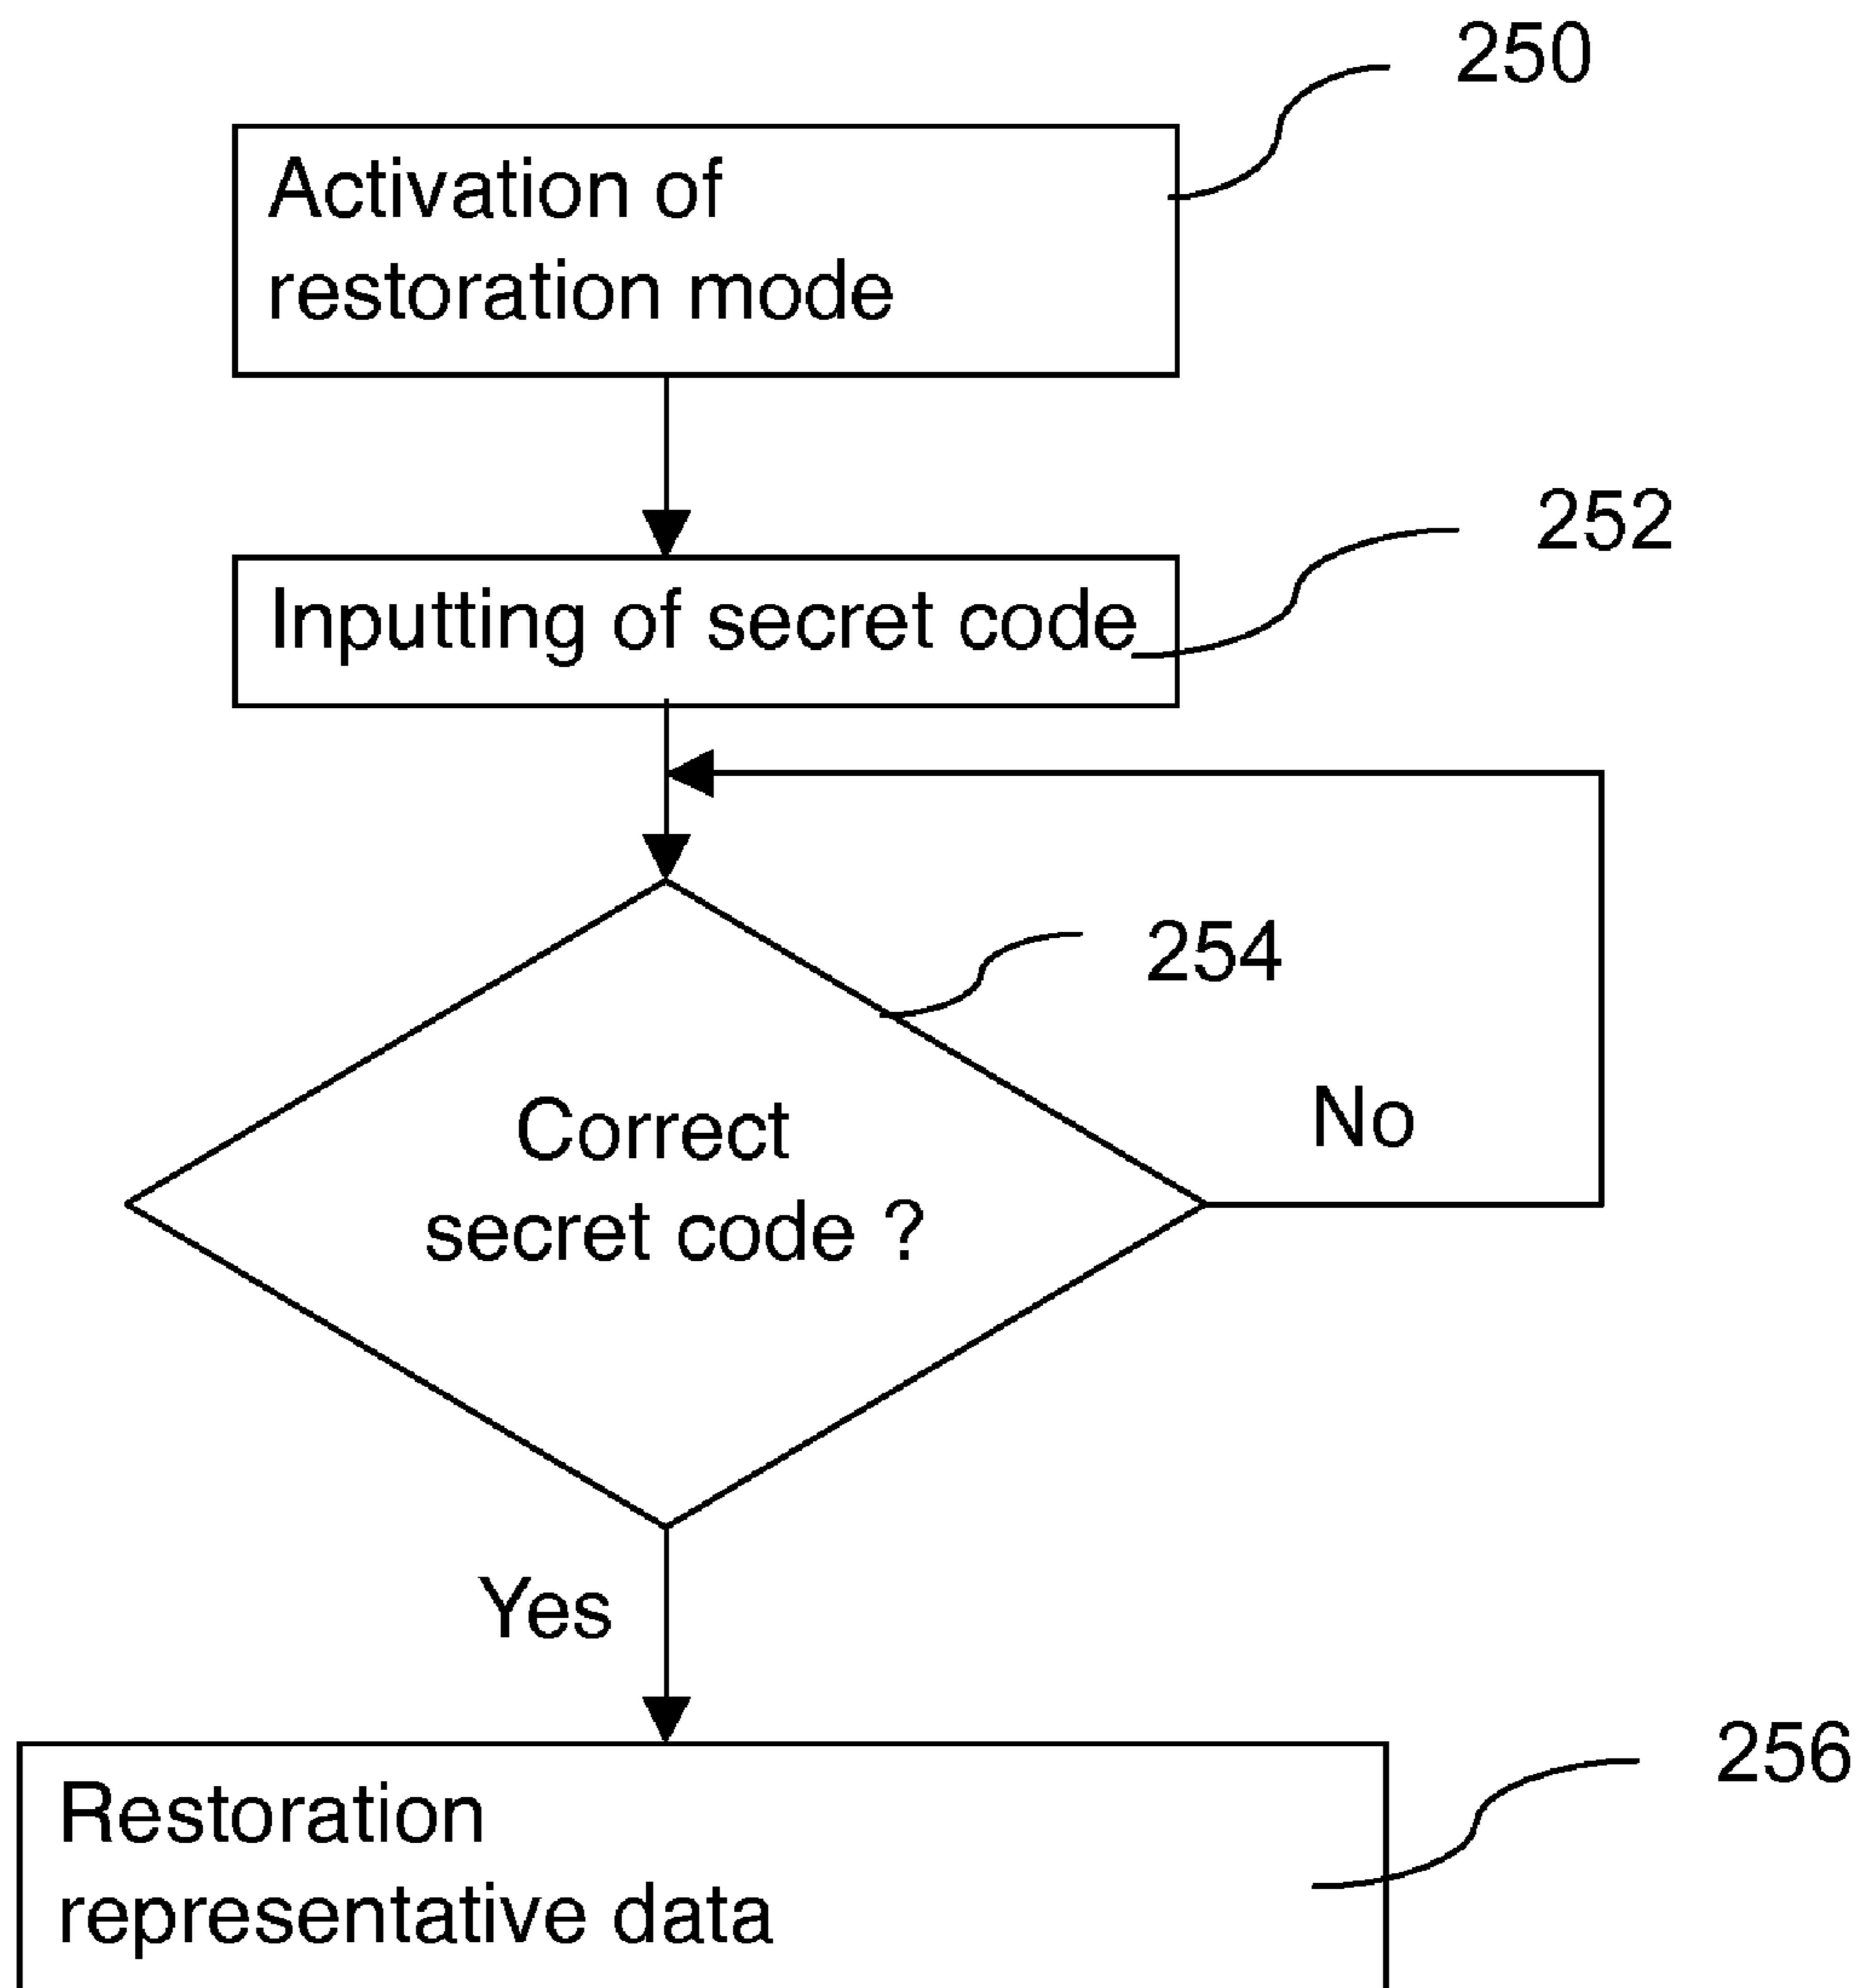 250
Activation of
restoration mode
252
Inputting of secret code
254
No
Correct
secret code ?
Yes
256
Restoration
representative data